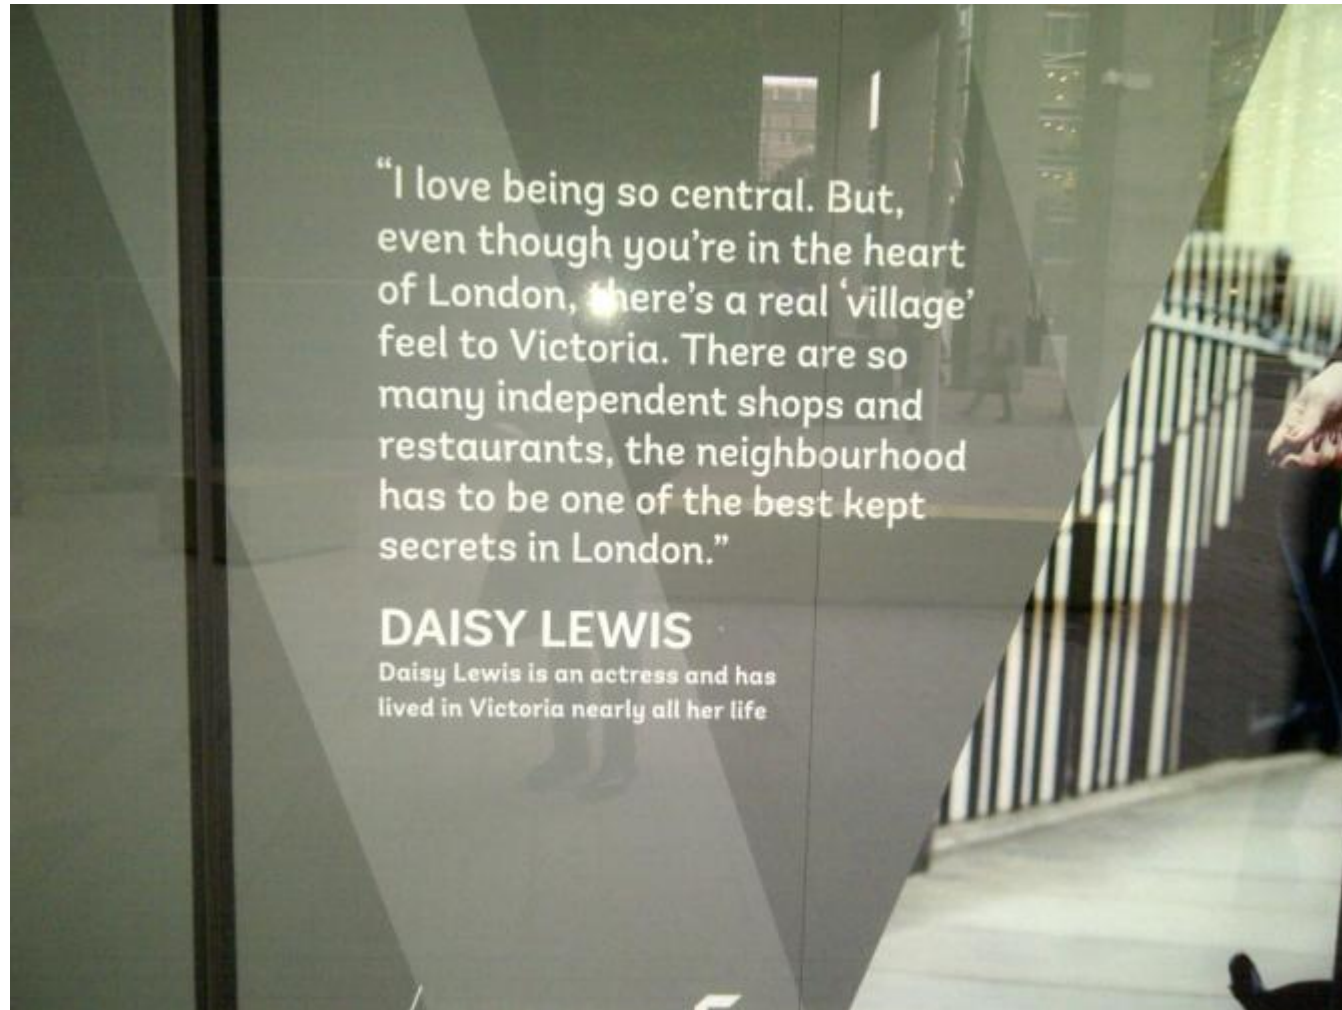 “I love being so central. But,
even though you’re in the heart
of London, there’s a real ‘village’
feel to Victoria. There are so
many independent shops and
restaurants, the neighbourhood
has to be one of the best kept
secrets in London.”
DAISY LEWIS
Daisy Lewis is an actress and has
lived in Victoria nearly all her life